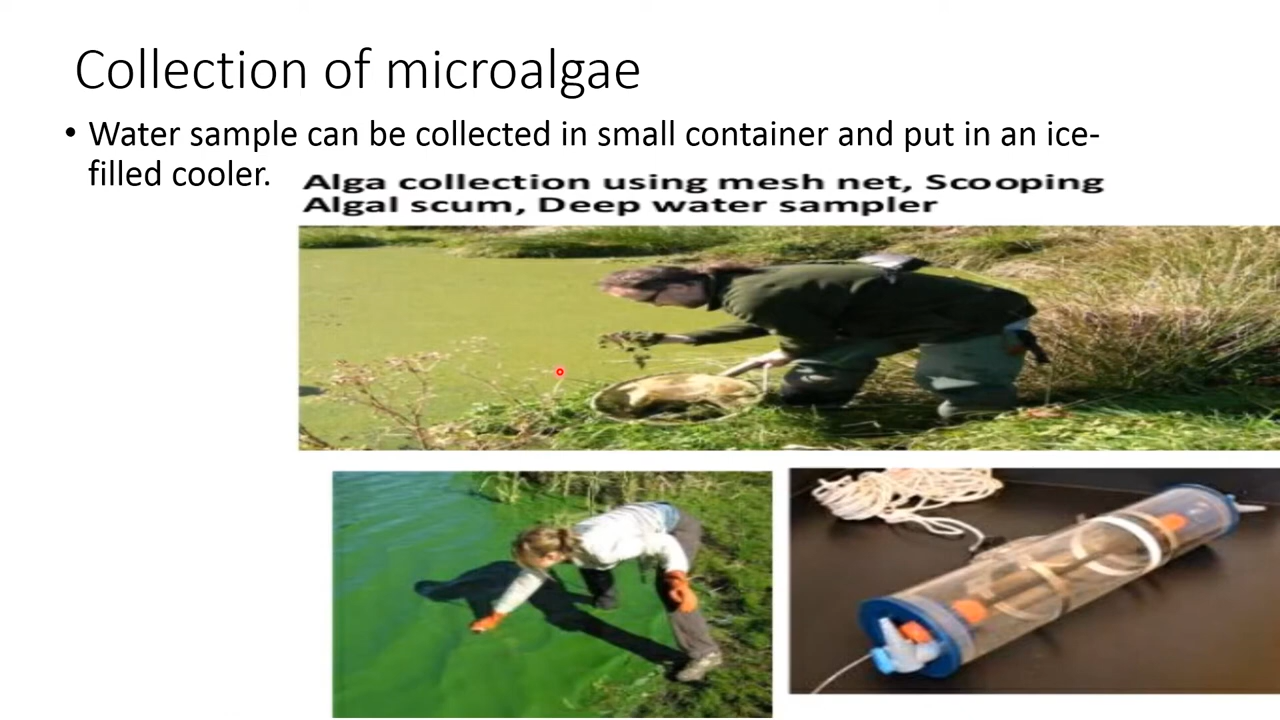 Collection of microalgae
• Water sample can be collected in small container and put in an ice-
filled cooler.
Alga collection using mesh net, Scooping
Algal scum, Deep water sampler